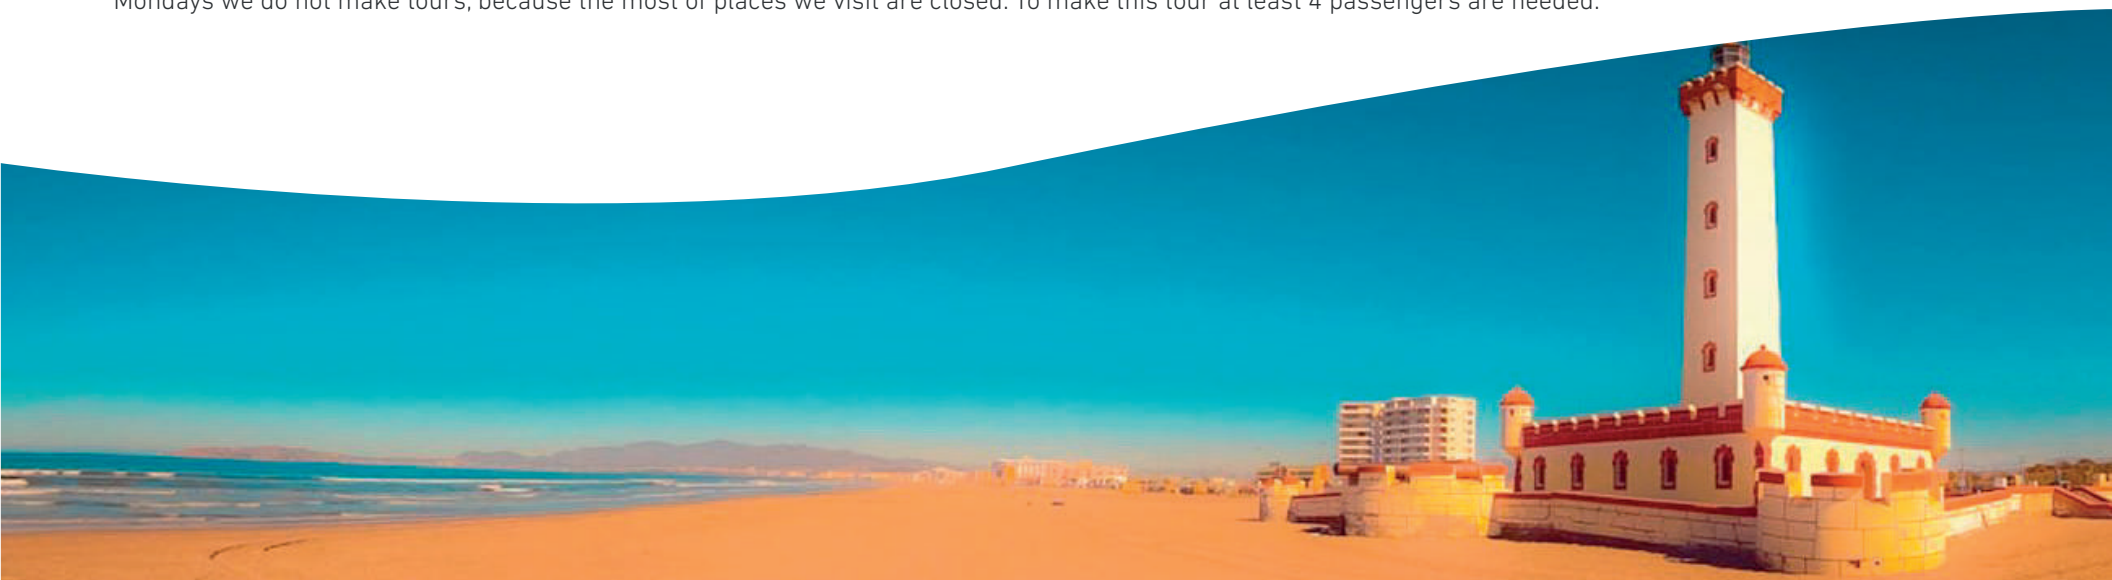 Mondays we do not make tours, because the most of places we visit are closed. To make this tour at least 4 passengers are needed.